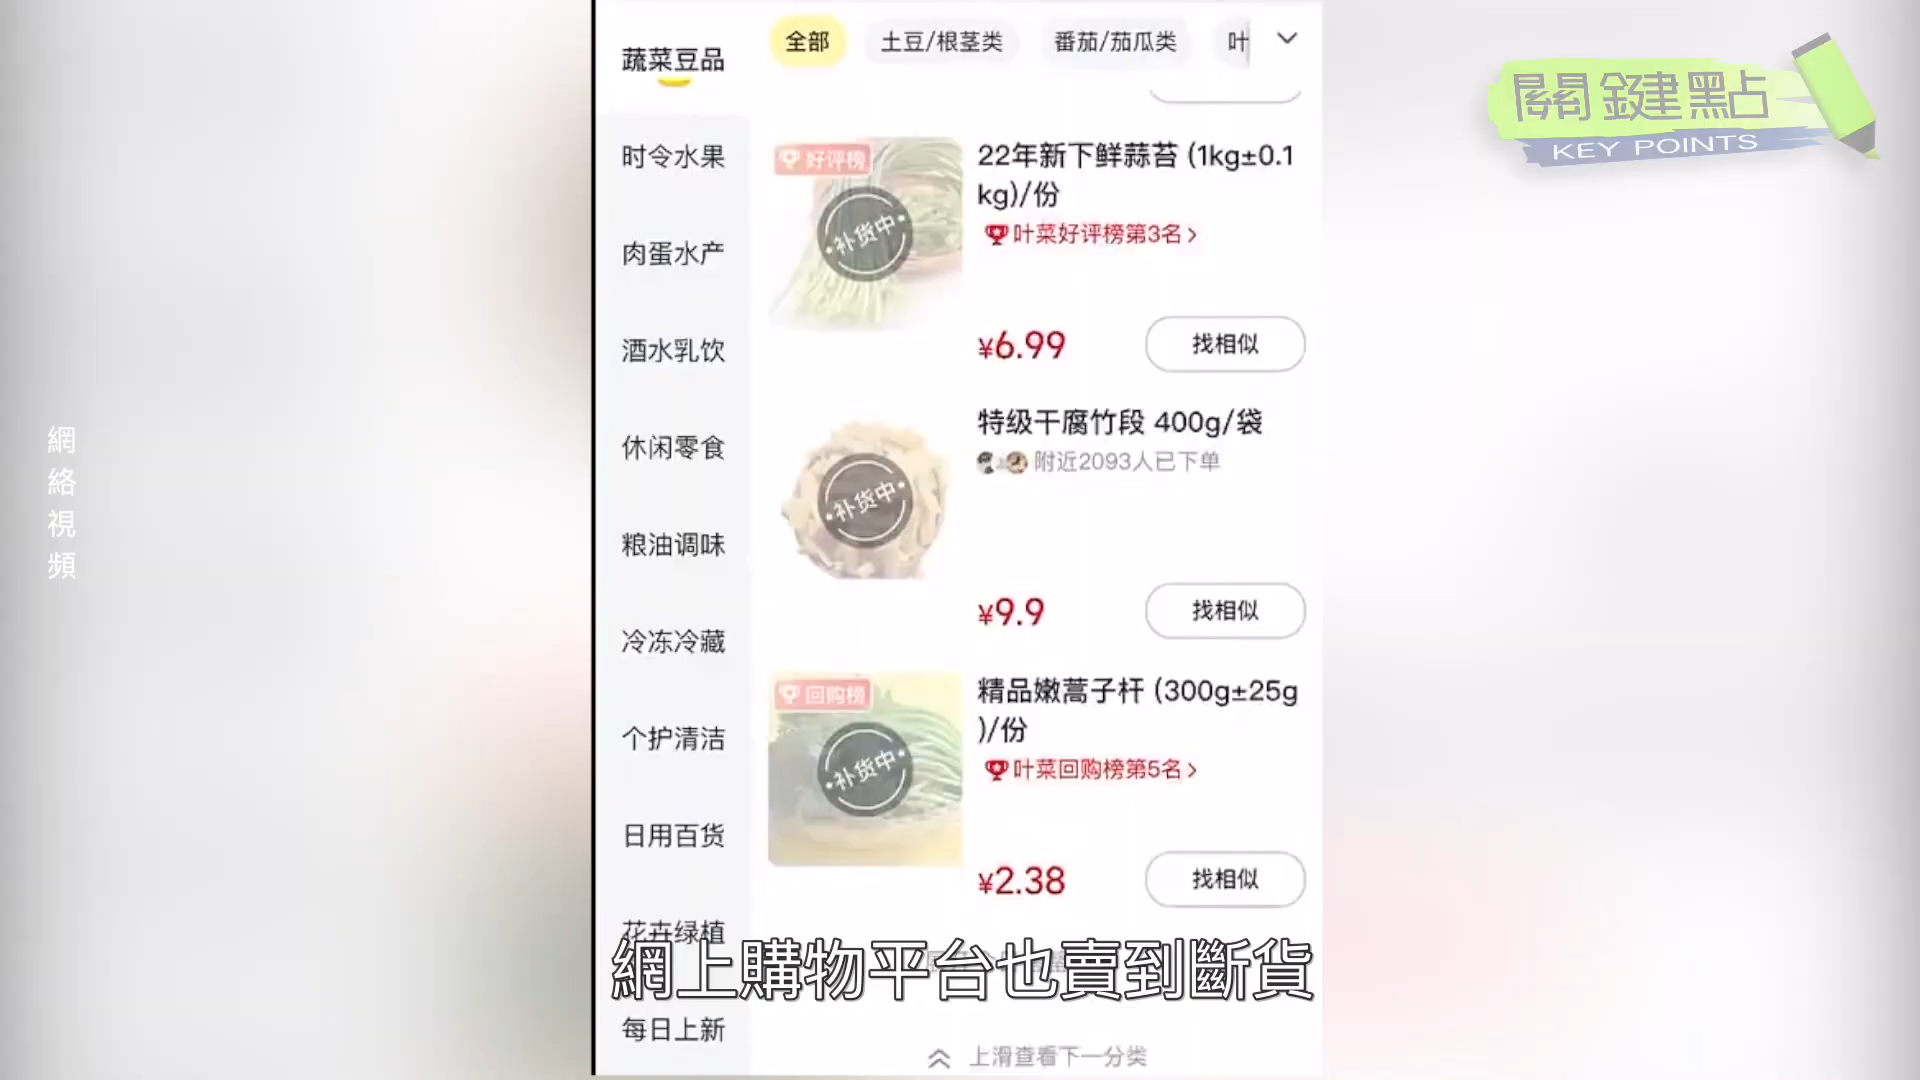 蔬菜豆品
全部
土豆/根茎类
番茄/茄瓜类
叶
關鍵點
KEY POINTS
时令水果
肉蛋水产
酒水乳饮
休闲零食
粮油调味
冷冻冷藏
个护清洁
日用百货
花卉绿植
每日上新
好评榜
补货中
22年新下鲜蒜苔 (1kg±0.1
kg)/份
叶菜好评榜第3名
¥6.99
找相似
补货中
特级干腐竹段 400g/袋
附近2093人已下单
¥9.9
找相似
回购榜
补货中
精品嫩蒿子杆 (300g±25g
)/份
叶菜回购榜第5名
¥2.38
找相似
網絡視頻
網上購物平台也賣到斷貨
上滑查看下一分类